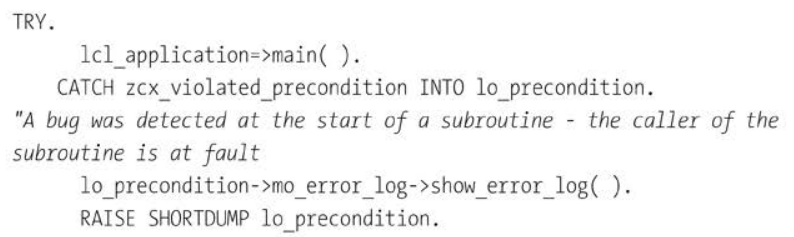 TRY.
lcl_application=>main( ).
CATCH zcx_violated_precondition INTO lo_precondition.
"A bug was detected at the start of a subroutine - the caller of the
subroutine is at fault
lo_precondition->mo_error_log->show_error_log( ).
RAISE SHORTDUMP lo_precondition.